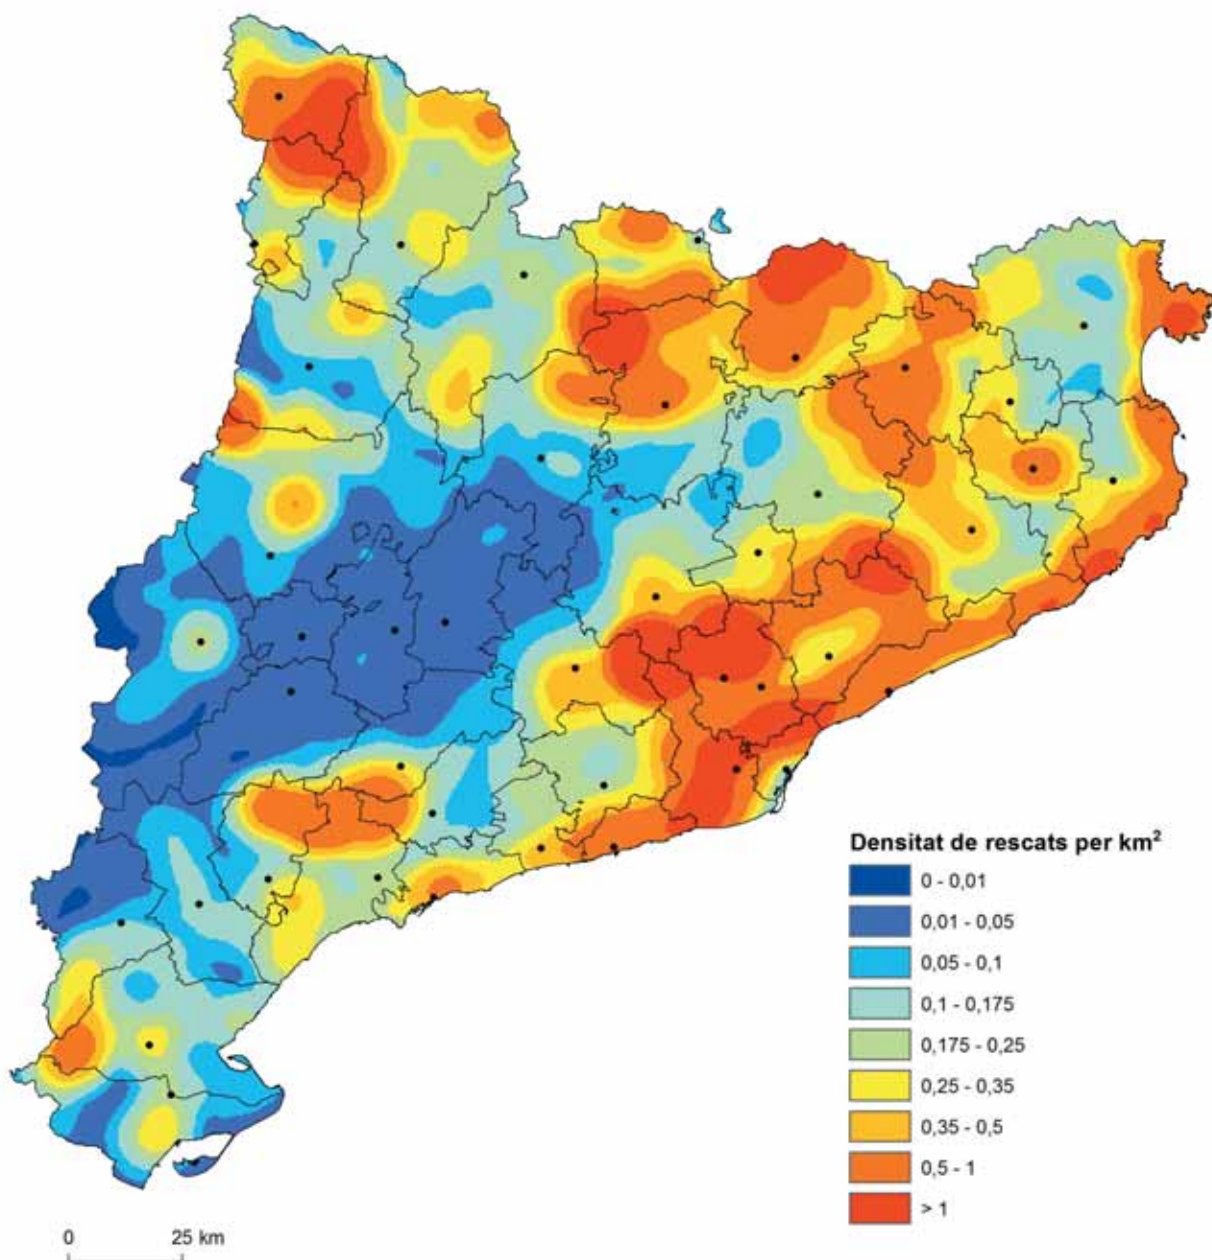 Densitat de rescats per km²
0 - 0,01
0,01 - 0,05
0,05 - 0,1
0,1 - 0,175
0,175 - 0,25
0,25 - 0,35
0,35 - 0,5
0,5 - 1
> 1
0 25 km